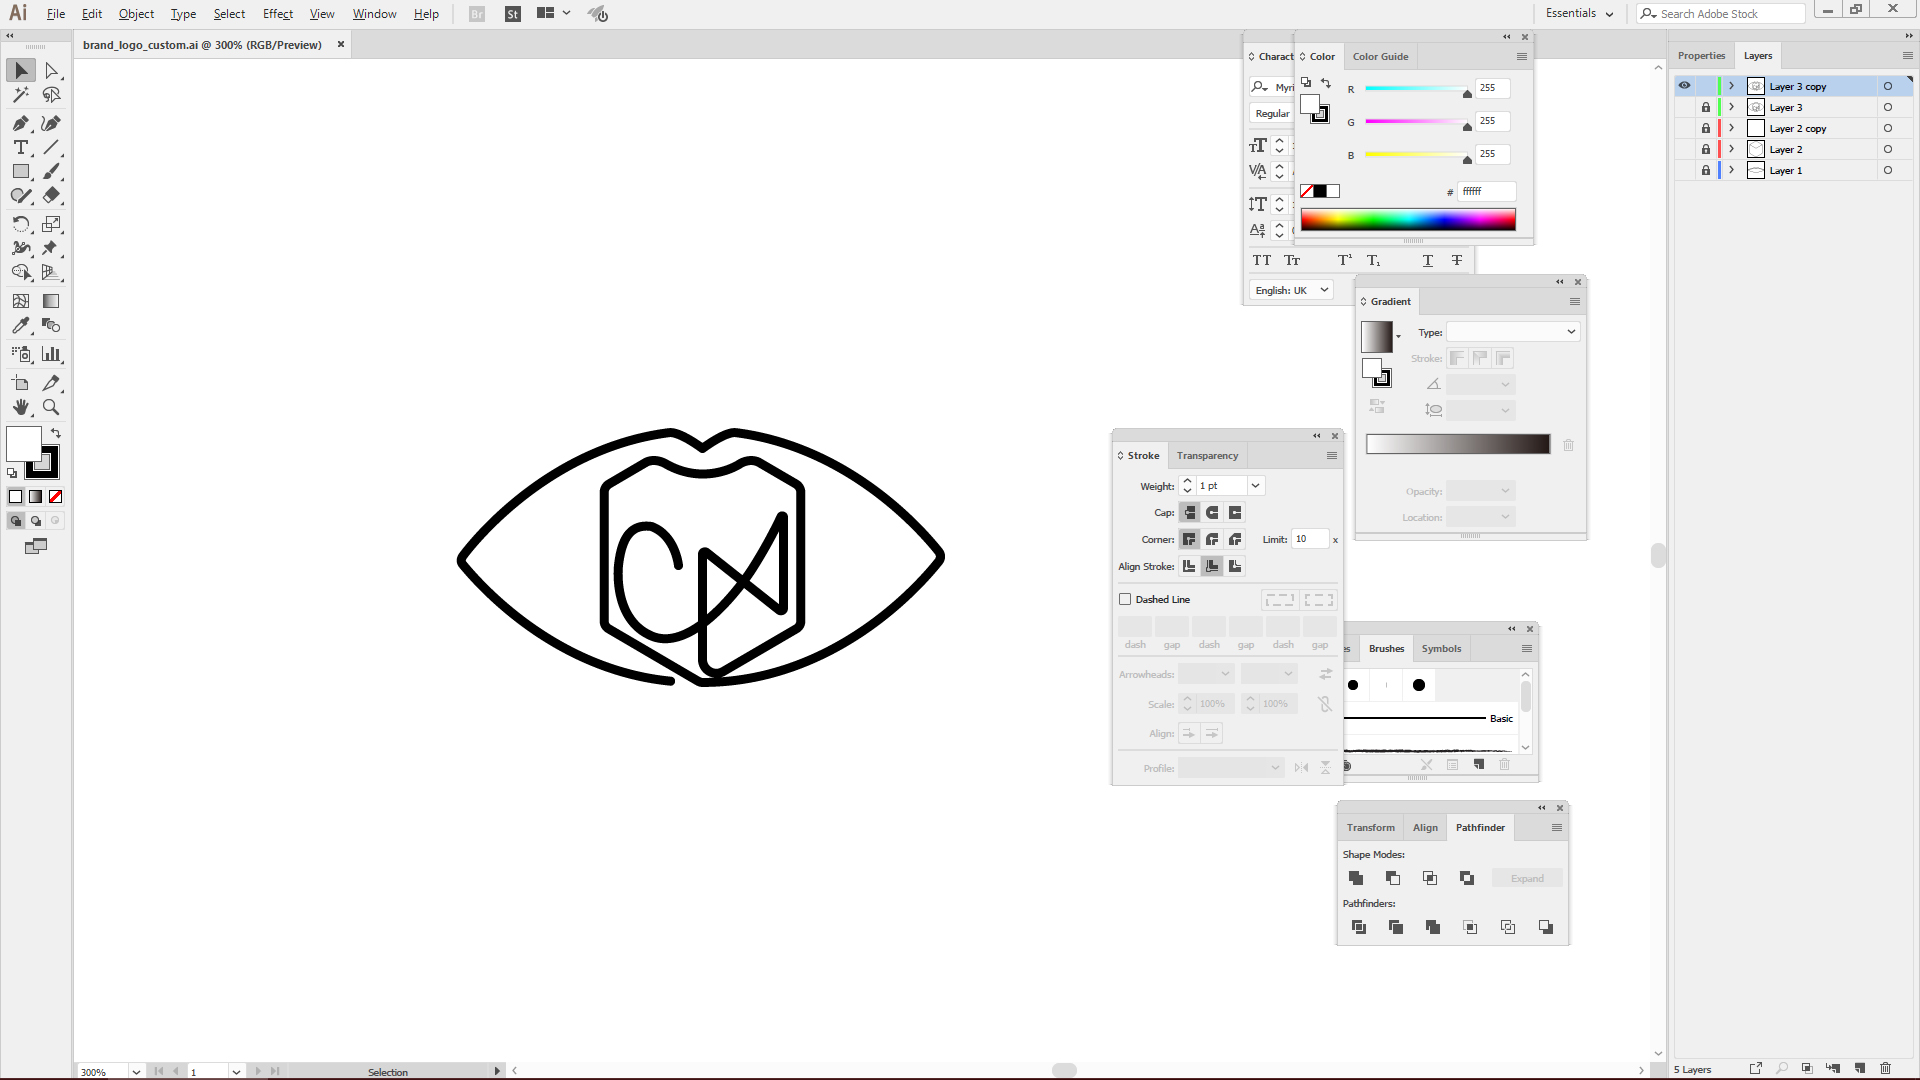 Ai File Edit Object Type Select Effect View Window Help Br St Essentials Search Adobe Stock
brand_logo_custom.ai @ 300% (RGB/Preview)
Color Color Guide
R 255
G 255
B 255
# ffffff
Regular
TT Tr T¹ T₁ T T
English: UK
Gradient
Type:
Stroke:
Opacity:
Location:
Stroke Transparency
Weight: 1 pt
Cap:
Corner: Limit: 10 x
Align Stroke:
Dashed Line
dash gap dash gap dash gap
Arrowheads:
Scale: 100% 100%
Align:
Profile:
Brushes Symbols
Basic
Transform Align Pathfinder
Shape Modes:
Expand
Pathfinders:
Properties Layers
Layer 3 copy
Layer 3
Layer 2 copy
Layer 2
Layer 1
5 Layers
300% 1 Selection